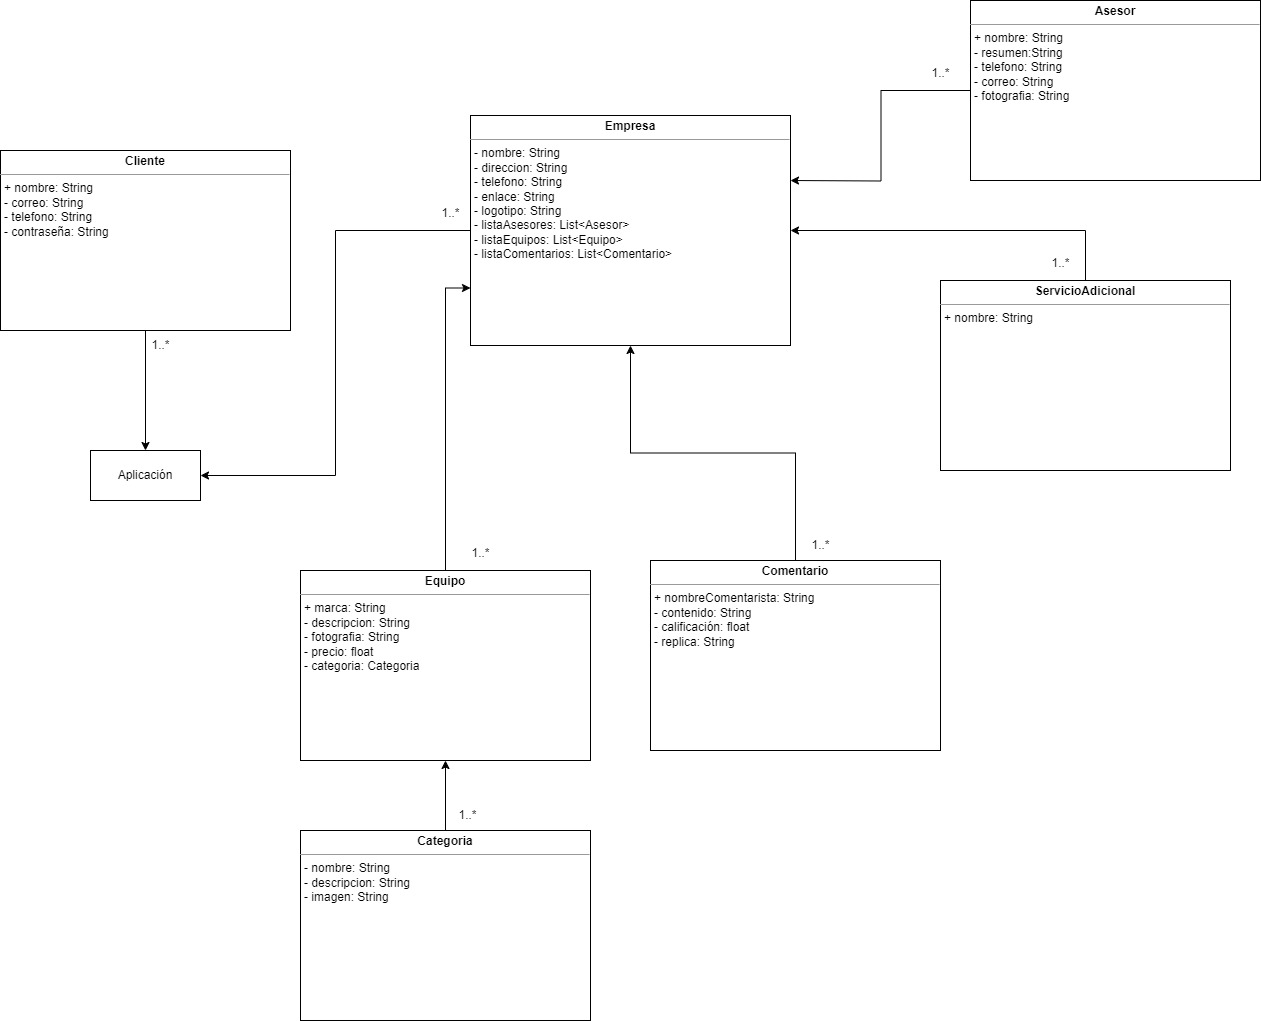 Asesor
+ nombre: String
- resumen:String
- telefono: String
- correo: String
- fotografia: String
1..*
Empresa
- nombre: String
- direccion: String
- telefono: String
- enlace: String
- logotipo: String
- listaAsesores: List<Asesor>
- listaEquipos: List<Equipo>
- listaComentarios: List<Comentario>
1..*
Cliente
+ nombre: String
- correo: String
- telefono: String
- contraseña: String
1..*
1..*
ServicioAdicional
+ nombre: String
Aplicación
1..*
Equipo
+ marca: String
- descripcion: String
- fotografia: String
- precio: float
- categoria: Categoria
1..*
Comentario
+ nombreComentarista: String
- contenido: String
- calificación: float
- replica: String
1..*
Categoria
- nombre: String
- descripcion: String
- imagen: String